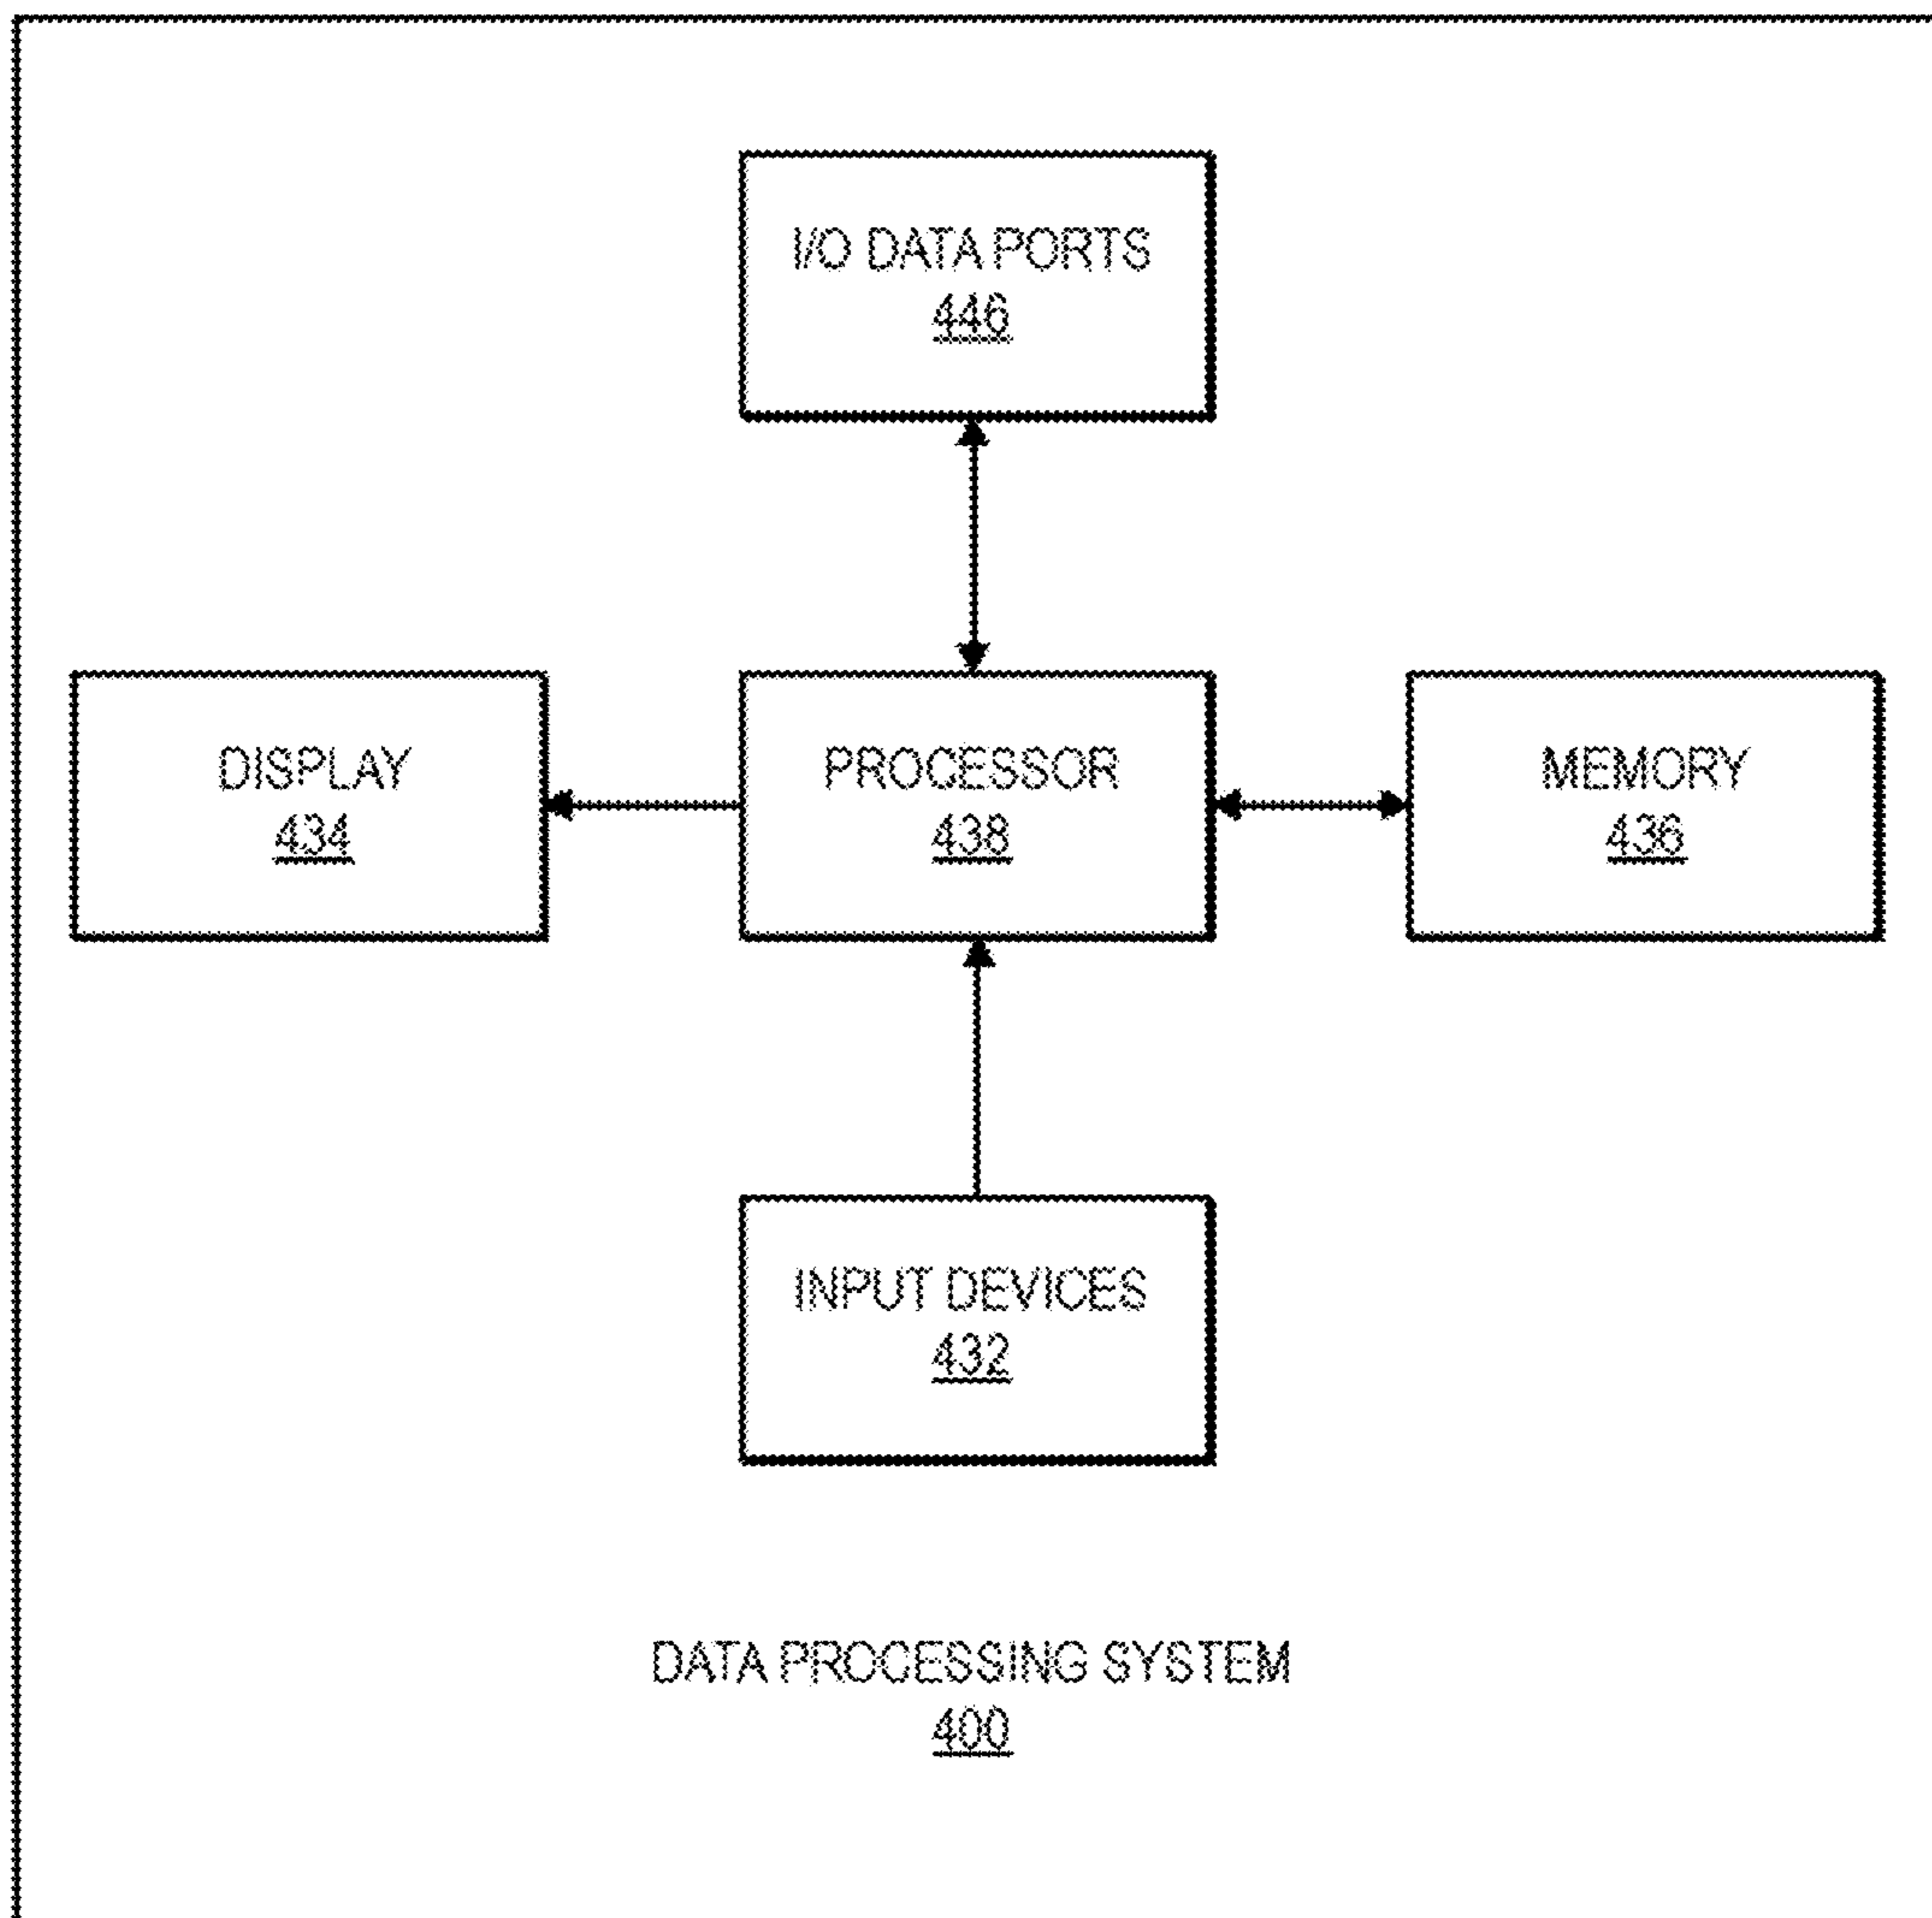 I/O DATA PORTS
446
DISPLAY
434
PROCESSOR
438
MEMORY
436
INPUT DEVICES
432
DATA PROCESSING SYSTEM
400